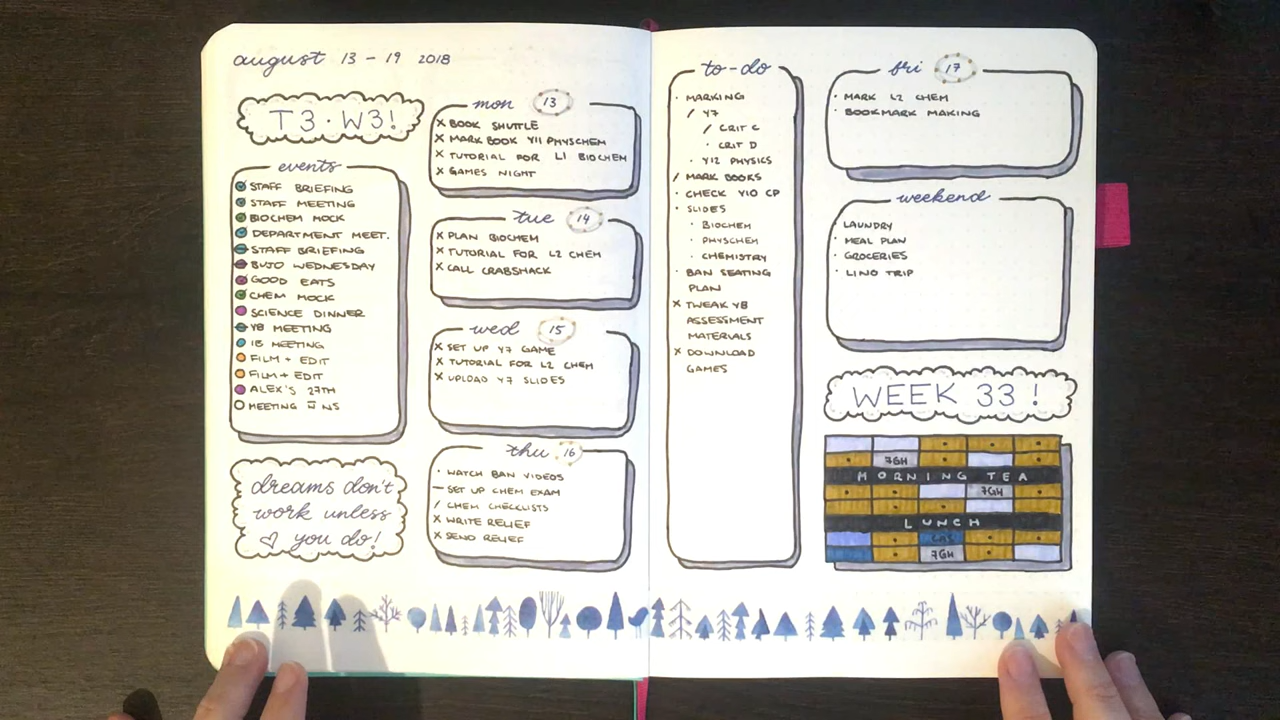 august 13 - 19 2018
T3·W3!
events
STAFF BRIEFING
STAFF MEETING
BIOCHEM MOCK
DEPARTMENT MEET.
STAFF BRIEFING
BUJO WEDNESDAY
GOOD EATS
CHEM MOCK
SCIENCE DINNER
Y8 MEETING
IB MEETING
FILM + EDIT
FILM + EDIT
ALEX'S 27TH
MEETING NS
dreams don't
work unless
♡ you do!
mon 13
× BOOK SHUTTLE
× MARK BOOK Y11 PHYSCHEM
× TUTORIAL FOR L1 BIOCHEM
× GAMES NIGHT
tue 14
× PLAN BIOCHEM
× TUTORIAL FOR L2 CHEM
× CALL CRABSHACK
wed 15
× SET UP Y7 GAME
× TUTORIAL FOR L2 CHEM
× UPLOAD Y7 SLIDES
thu 16
· WATCH BAN VIDEOS
— SET UP CHEM EXAM
/ CHEM CHECKLISTS
× WRITE RELIEF
× SEND RELIEF
to-do
· MARKING
/ Y7
/ CRIT C
· CRIT D
· Y12 PHYSICS
/ MARK BOOKS
· CHECK Y10 CP
· SLIDES
· BIOCHEM
· PHYSCHEM
· CHEMISTRY
· BAN SEATING
PLAN
× TWEAK Y8
ASSESSMENT
MATERIALS
× DOWNLOAD
GAMES
fri 17
· MARK L2 CHEM
· BOOKMARK MAKING
weekend
· LAUNDRY
· MEAL PLAN
· GROCERIES
· LINO TRIP
WEEK 33!
7GH
MORNING TEA
7GH
LUNCH
7GH